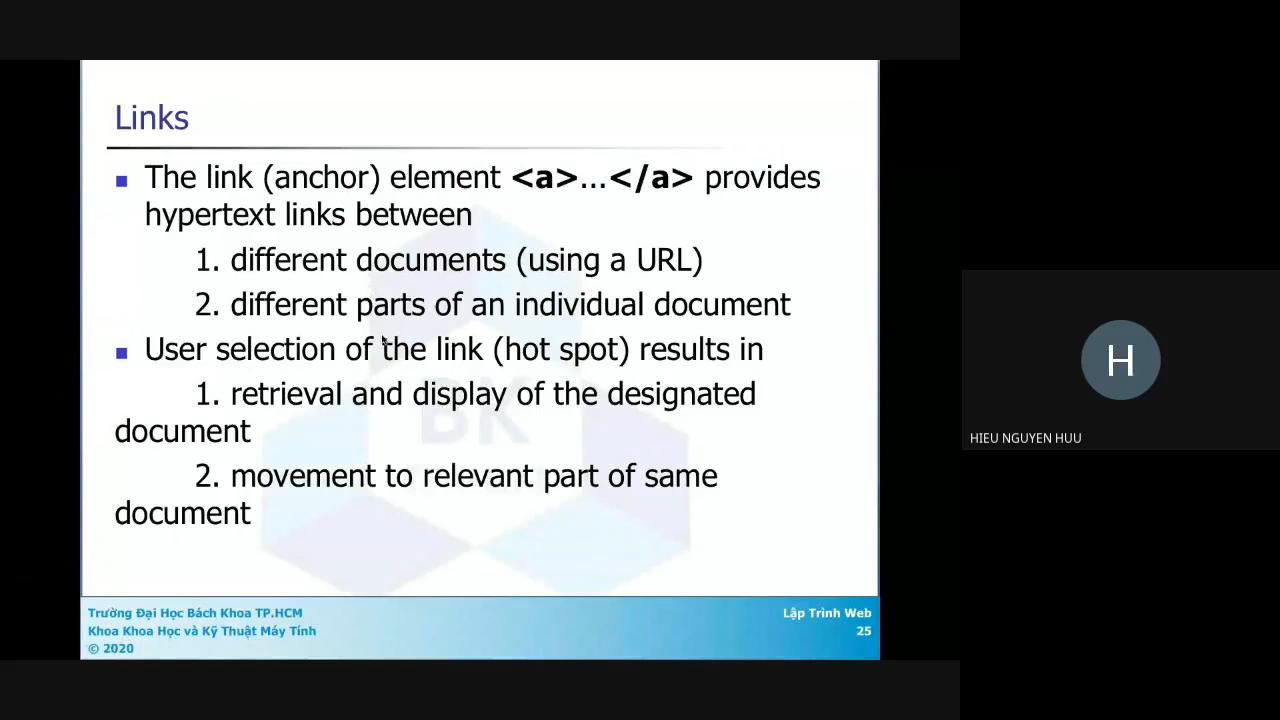 Links
The link (anchor) element <a>...</a> provides
hypertext links between
1. different documents (using a URL)
2. different parts of an individual document
User selection of the link (hot spot) results in
1. retrieval and display of the designated
document
2. movement to relevant part of same
document
BK
Trường Đại Học Bách Khoa TP.HCM
Khoa Khoa Học và Kỹ Thuật Máy Tính
© 2020
Lập Trình Web
25
H
HIEU NGUYEN HUU